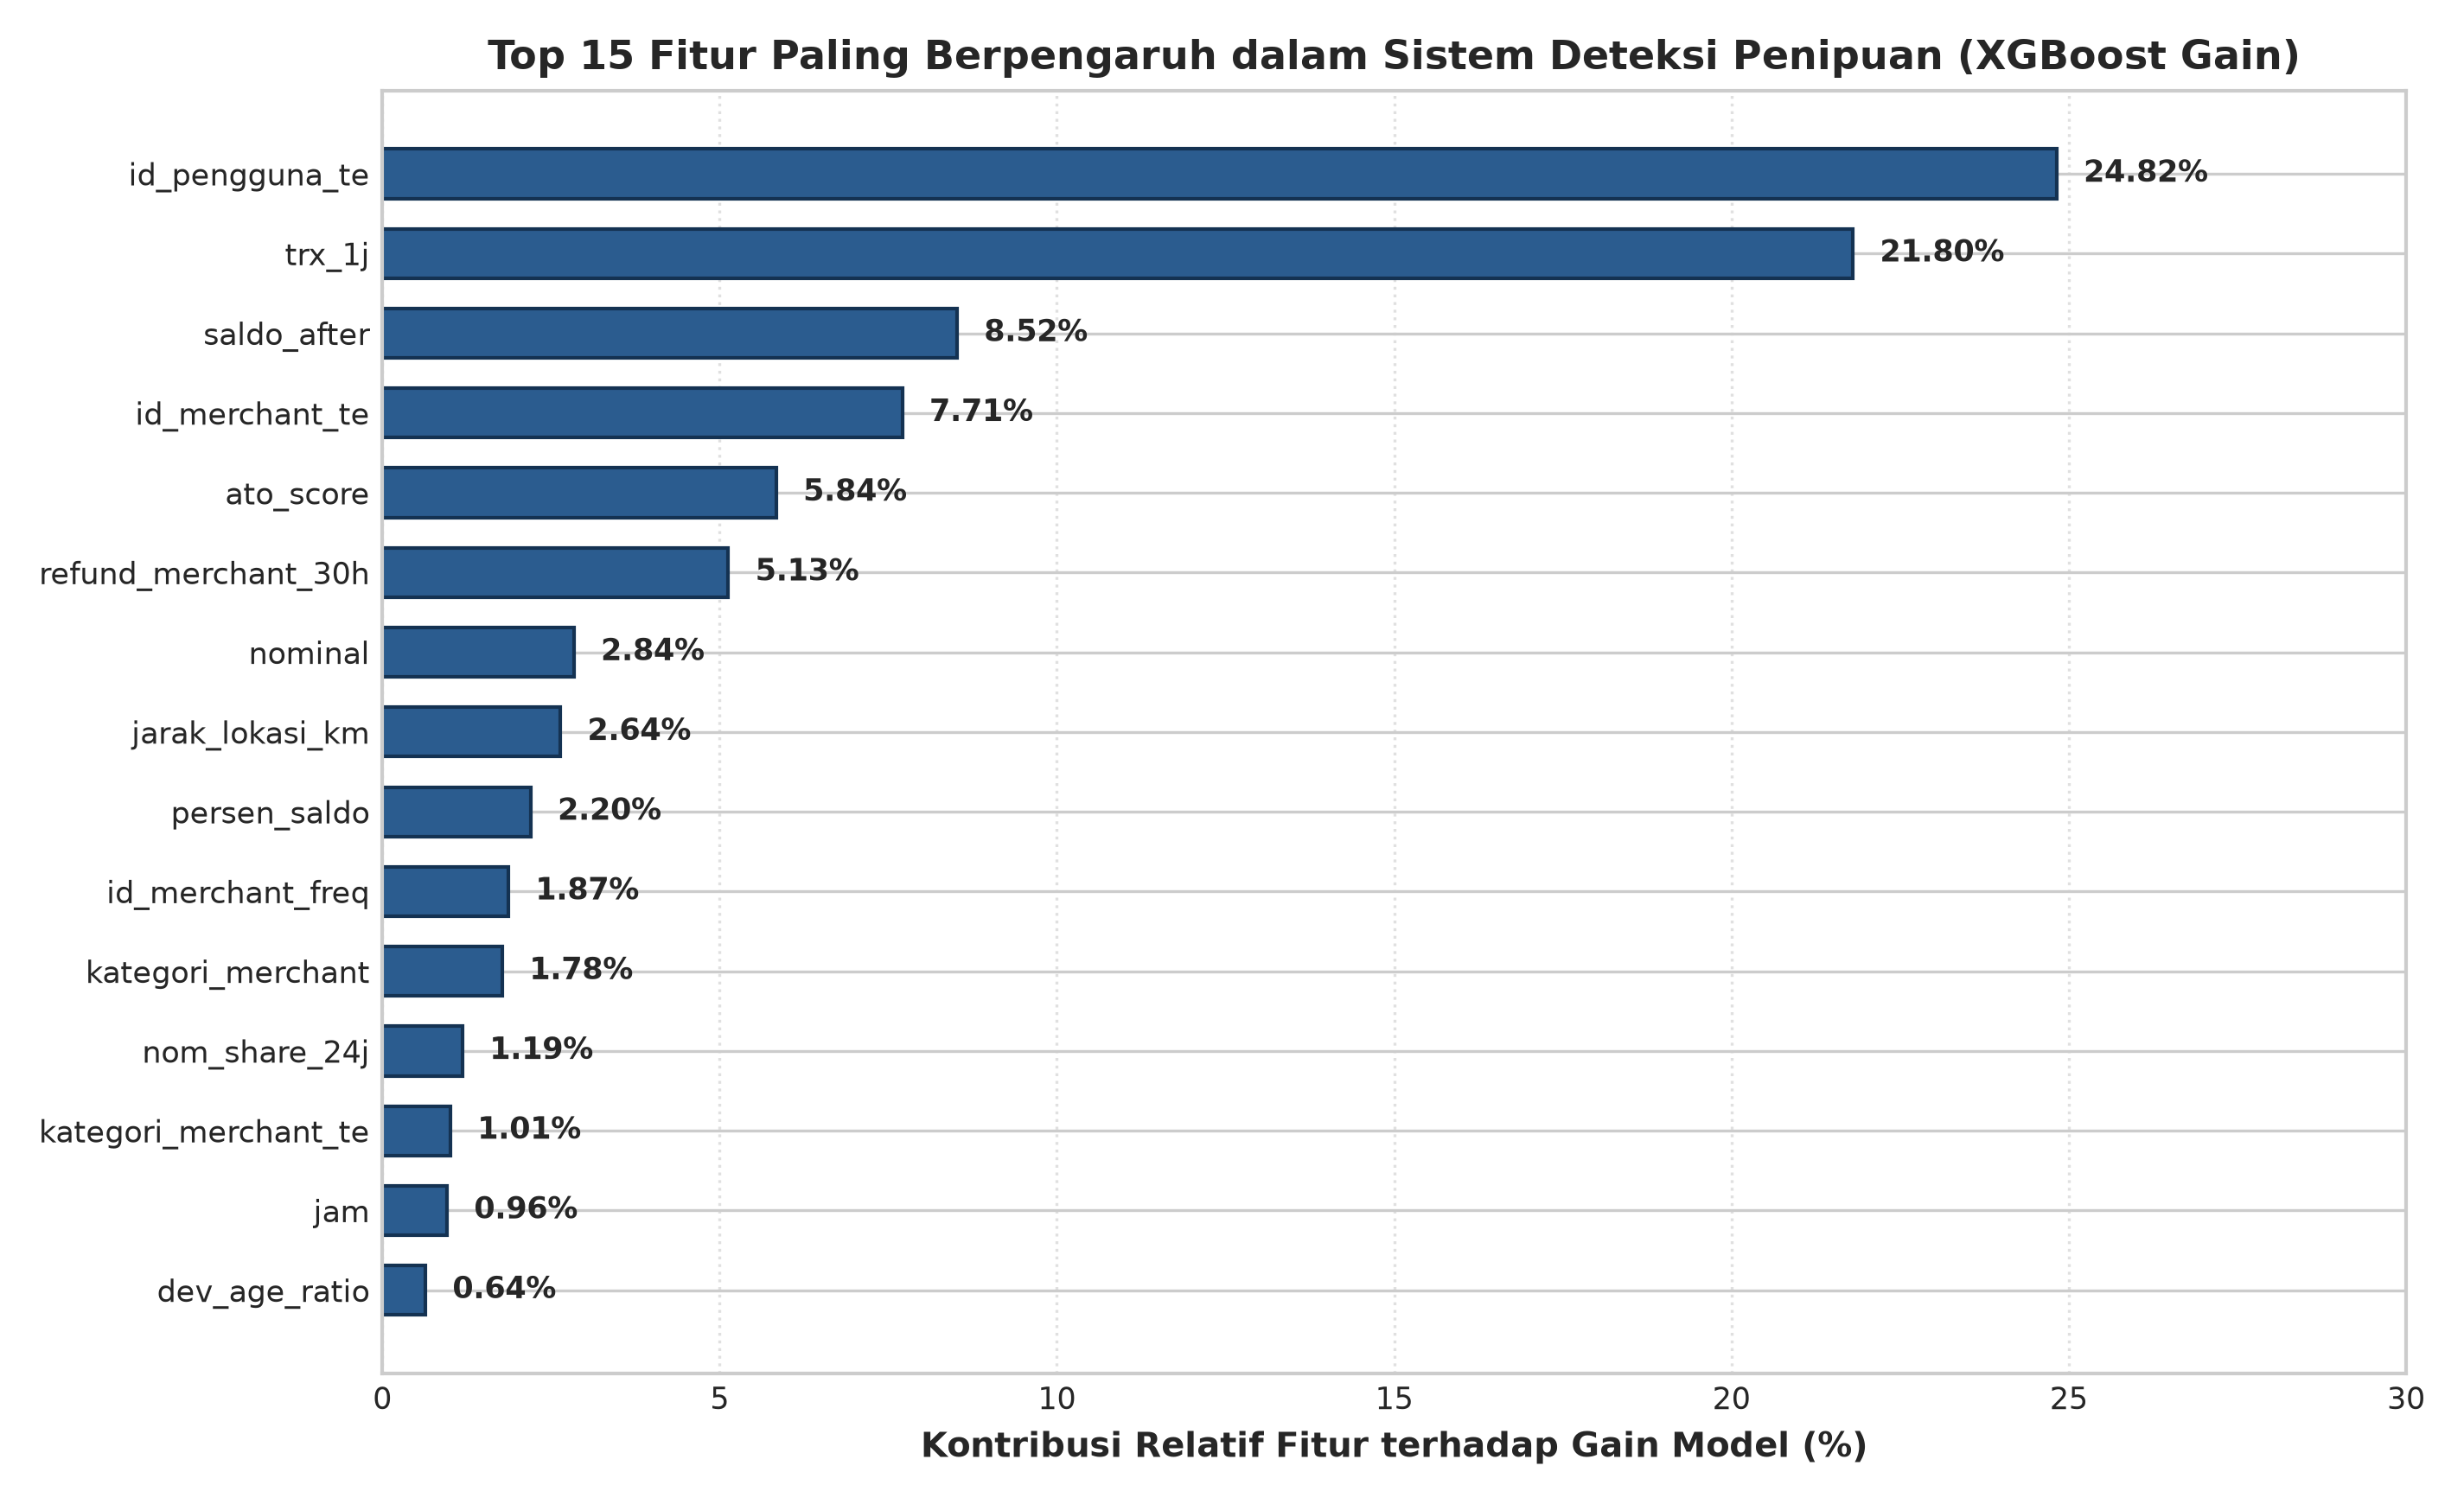 Top 15 Fitur Paling Berpengaruh dalam Sistem Deteksi Penipuan (XGBoost Gain)
id_pengguna_te 24.82%
trx_1j 21.80%
saldo_after 8.52%
id_merchant_te 7.71%
ato_score 5.84%
refund_merchant_30h 5.13%
nominal 2.84%
jarak_lokasi_km 2.64%
persen_saldo 2.20%
id_merchant_freq 1.87%
kategori_merchant 1.78%
nom_share_24j 1.19%
kategori_merchant_te 1.01%
jam 0.96%
dev_age_ratio 0.64%
0 5 10 15 20 25 30
Kontribusi Relatif Fitur terhadap Gain Model (%)